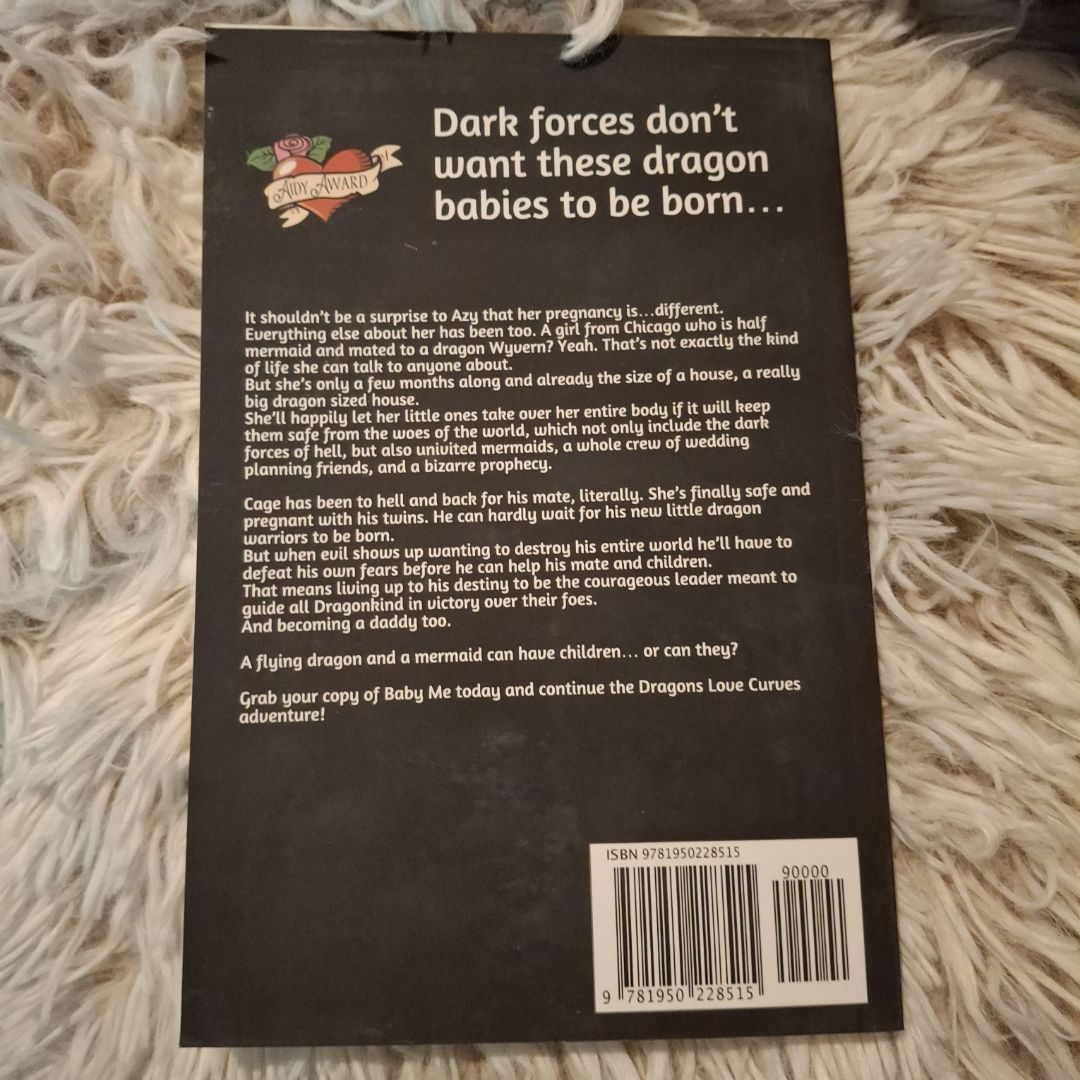 AIDY AWARD
Dark forces don't
want these dragon
babies to be born...
It shouldn't be a surprise to Azy that her pregnancy is...different.
Everything else about her has been too. A girl from Chicago who is half
mermaid and mated to a dragon Wyvern? Yeah. That's not exactly the kind
of life she can talk to anyone about.
But she's only a few months along and already the size of a house, a really
big dragon sized house.
She'll happily let her little ones take over her entire body if it will keep
them safe from the woes of the world, which not only include the dark
forces of hell, but also univited mermaids, a whole crew of wedding
planning friends, and a bizarre prophecy.
Cage has been to hell and back for his mate, literally. She's finally safe and
pregnant with his twins. He can hardly wait for his new little dragon
warriors to be born.
But when evil shows up wanting to destroy his entire world he'll have to
defeat his own fears before he can help his mate and children.
That means living up to his destiny to be the courageous leader meant to
guide all Dragonkind in victory over their foes.
And becoming a daddy too.
A flying dragon and a mermaid can have children... or can they?
Grab your copy of Baby Me today and continue the Dragons Love Curves
adventure!
ISBN 9781950228515
90000
9 781950 228515